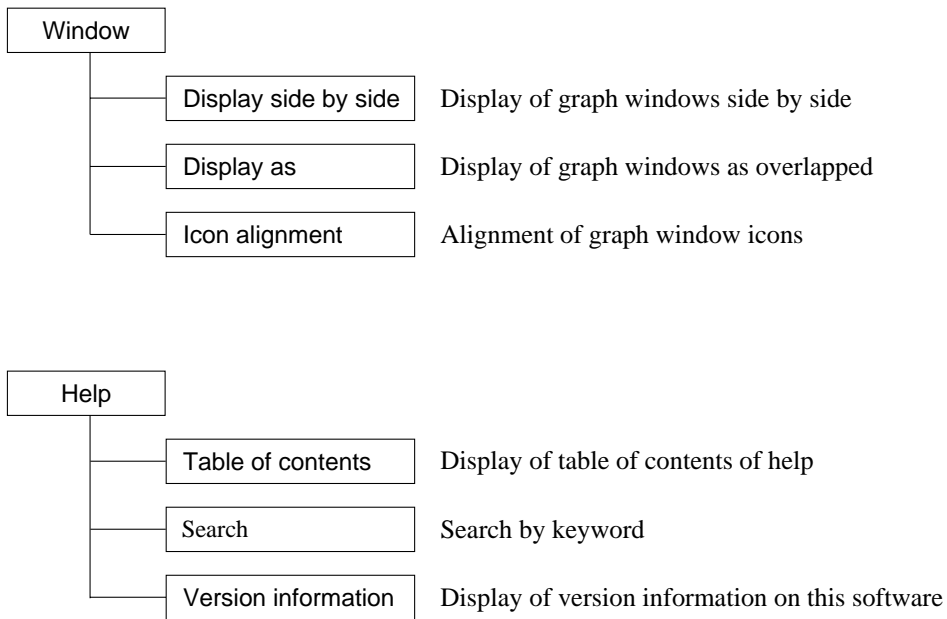 Window
Display side by side Display of graph windows side by side
Display as Display of graph windows as overlapped
Icon alignment Alignment of graph window icons
Help
Table of contents Display of table of contents of help
Search Search by keyword
Version information Display of version information on this software